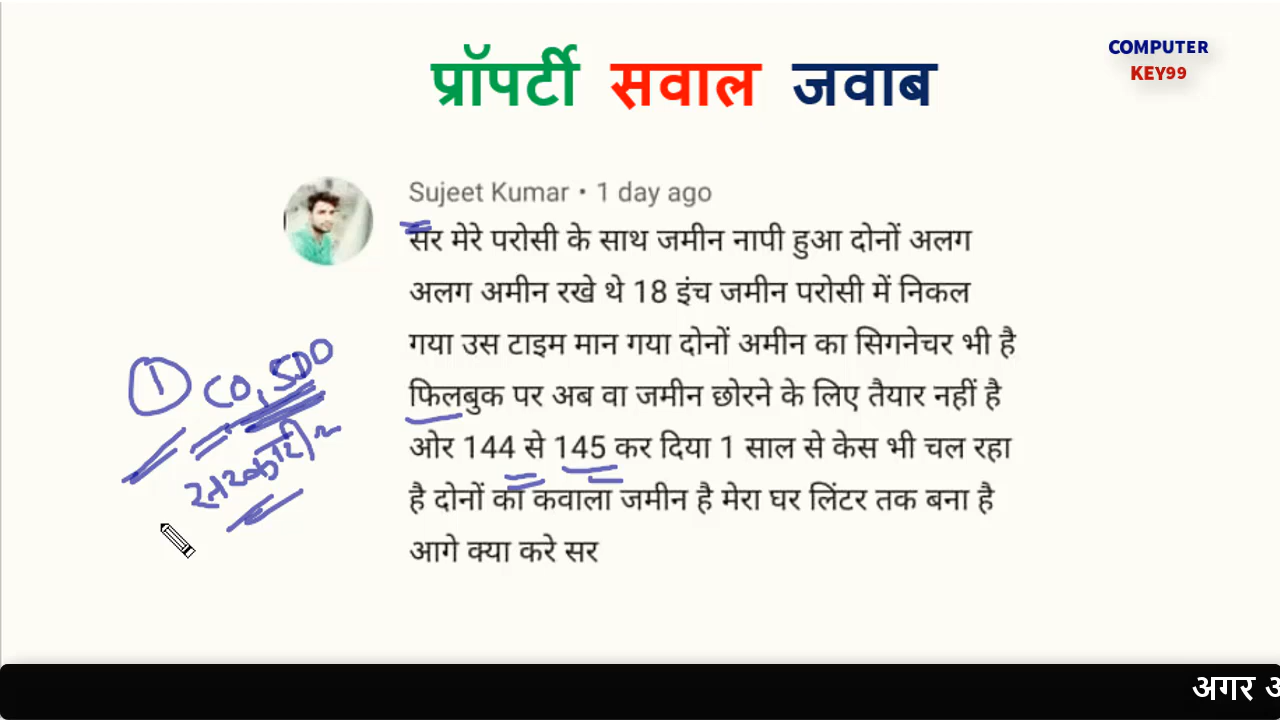 प्रॉपर्टी सवाल जवाब
COMPUTER
KEY99
Sujeet Kumar • 1 day ago
सर मेरे परोसी के साथ जमीन नापी हुआ दोनों अलग
अलग अमीन रखे थे 18 इंच जमीन परोसी में निकल
गया उस टाइम मान गया दोनों अमीन का सिगनेचर भी है
फिलबुक पर अब वा जमीन छोरने के लिए तैयार नहीं है
ओर 144 से 145 कर दिया 1 साल से केस भी चल रहा
है दोनों का कवाला जमीन है मेरा घर लिंटर तक बना है
आगे क्या करे सर
1 CO, SDO
अगर